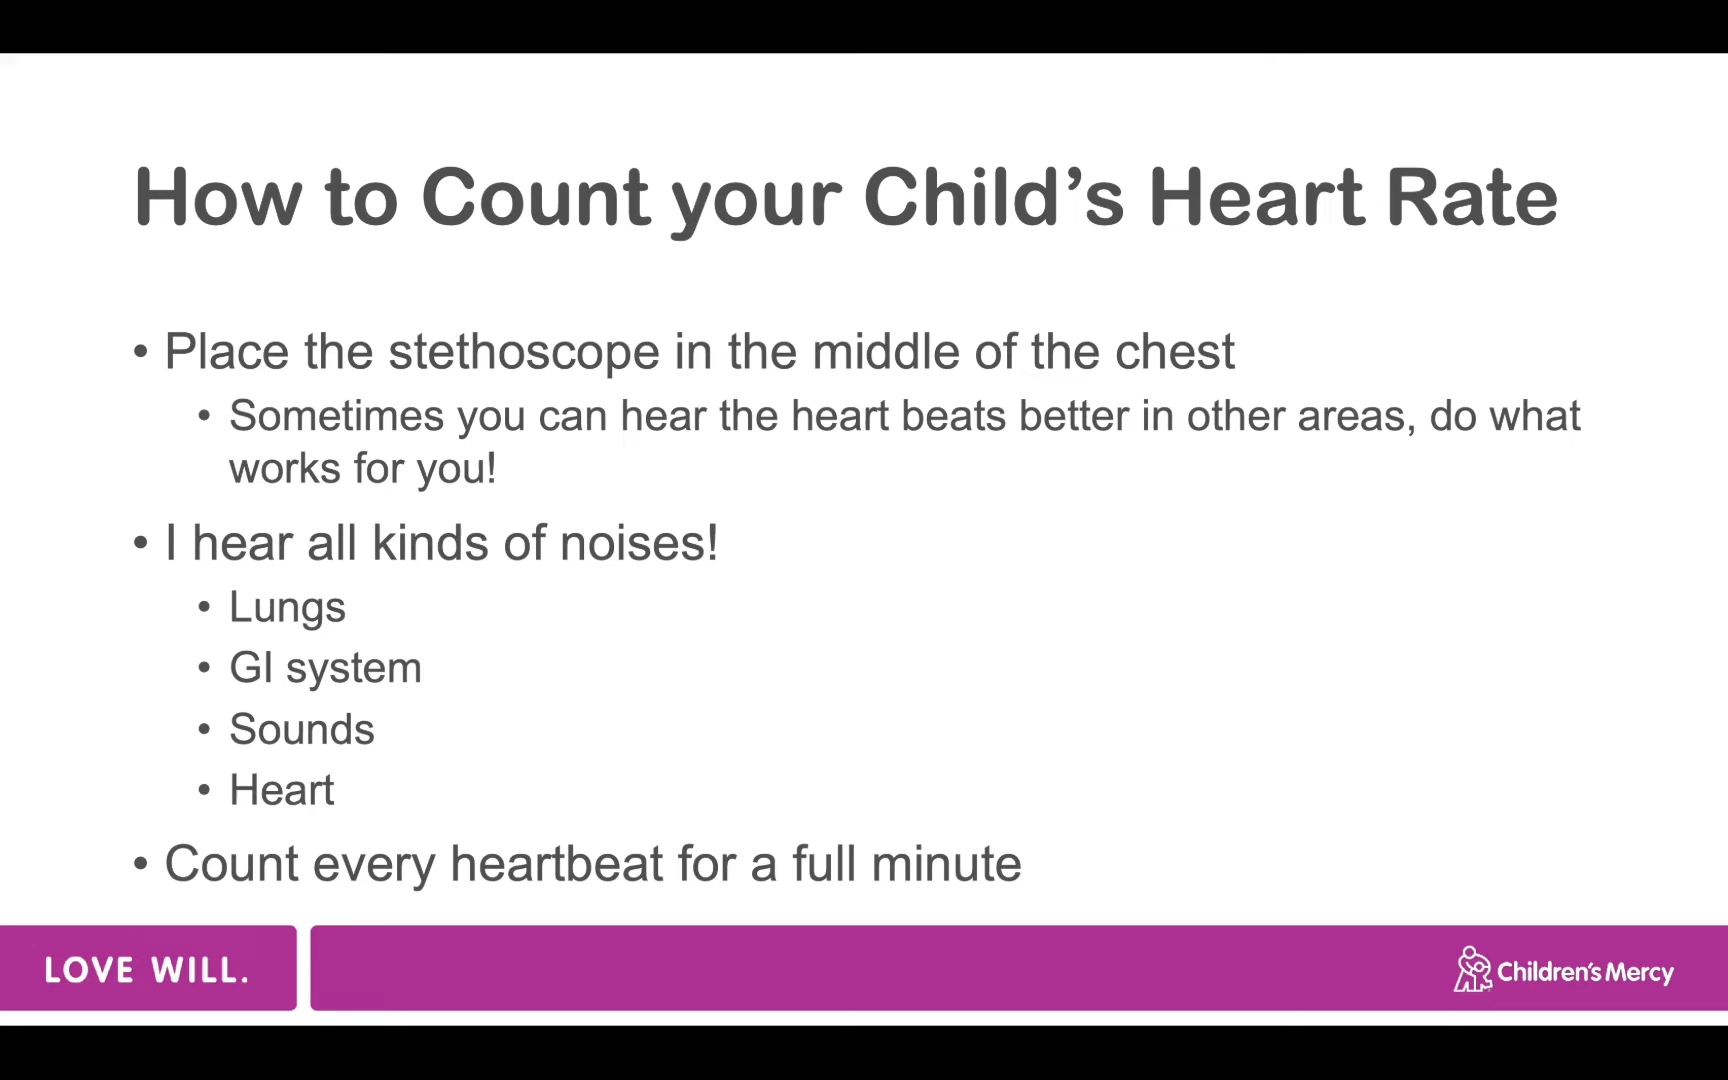 How to Count your Child’s Heart Rate
• Place the stethoscope in the middle of the chest
• Sometimes you can hear the heart beats better in other areas, do what
works for you!
• I hear all kinds of noises!
• Lungs
• GI system
• Sounds
• Heart
• Count every heartbeat for a full minute
LOVE WILL.
Children's Mercy